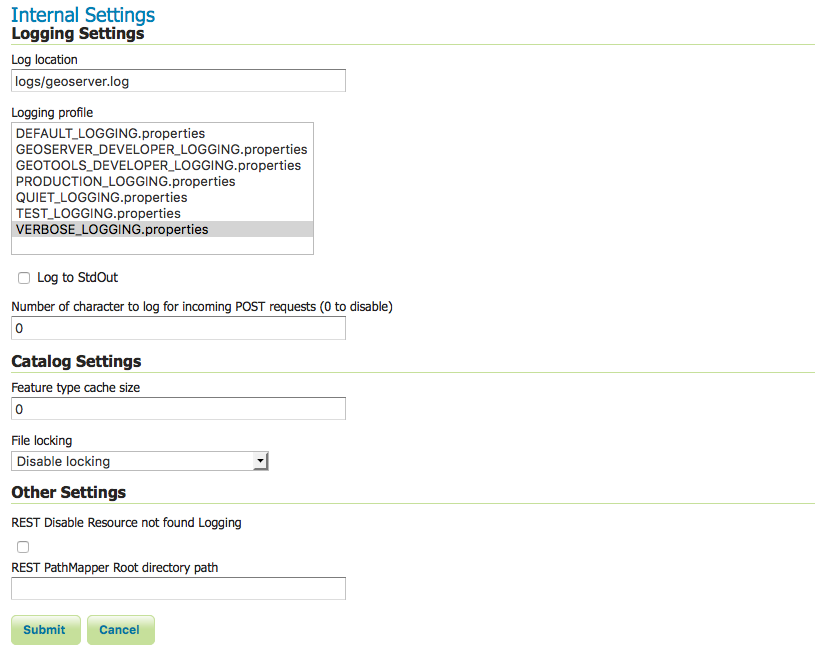 Internal Settings
Logging Settings
Log location
logs/geoserver.log
Logging profile
DEFAULT_LOGGING.properties
GEOSERVER_DEVELOPER_LOGGING.properties
GEOTOOLS_DEVELOPER_LOGGING.properties
PRODUCTION_LOGGING.properties
QUIET_LOGGING.properties
TEST_LOGGING.properties
VERBOSE_LOGGING.properties
Log to StdOut
Number of character to log for incoming POST requests (0 to disable)
0
Catalog Settings
Feature type cache size
0
File locking
Disable locking
Other Settings
REST Disable Resource not found Logging
REST PathMapper Root directory path
Submit Cancel